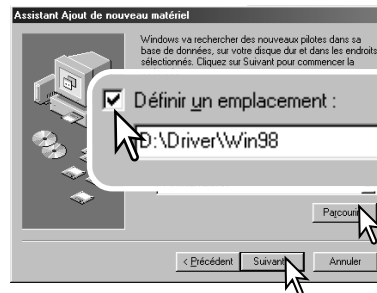 Assistant Ajout de nouveau matériel
Windows va rechercher des nouveaux pilotes dans sa
base de données, sur votre disque dur et dans les endroits
sélectionnés. Cliquez sur Suivant pour commencer la
Définir un emplacement :
D:\Driver\Win98
Parcourir
< Précédent Suivant Annuler